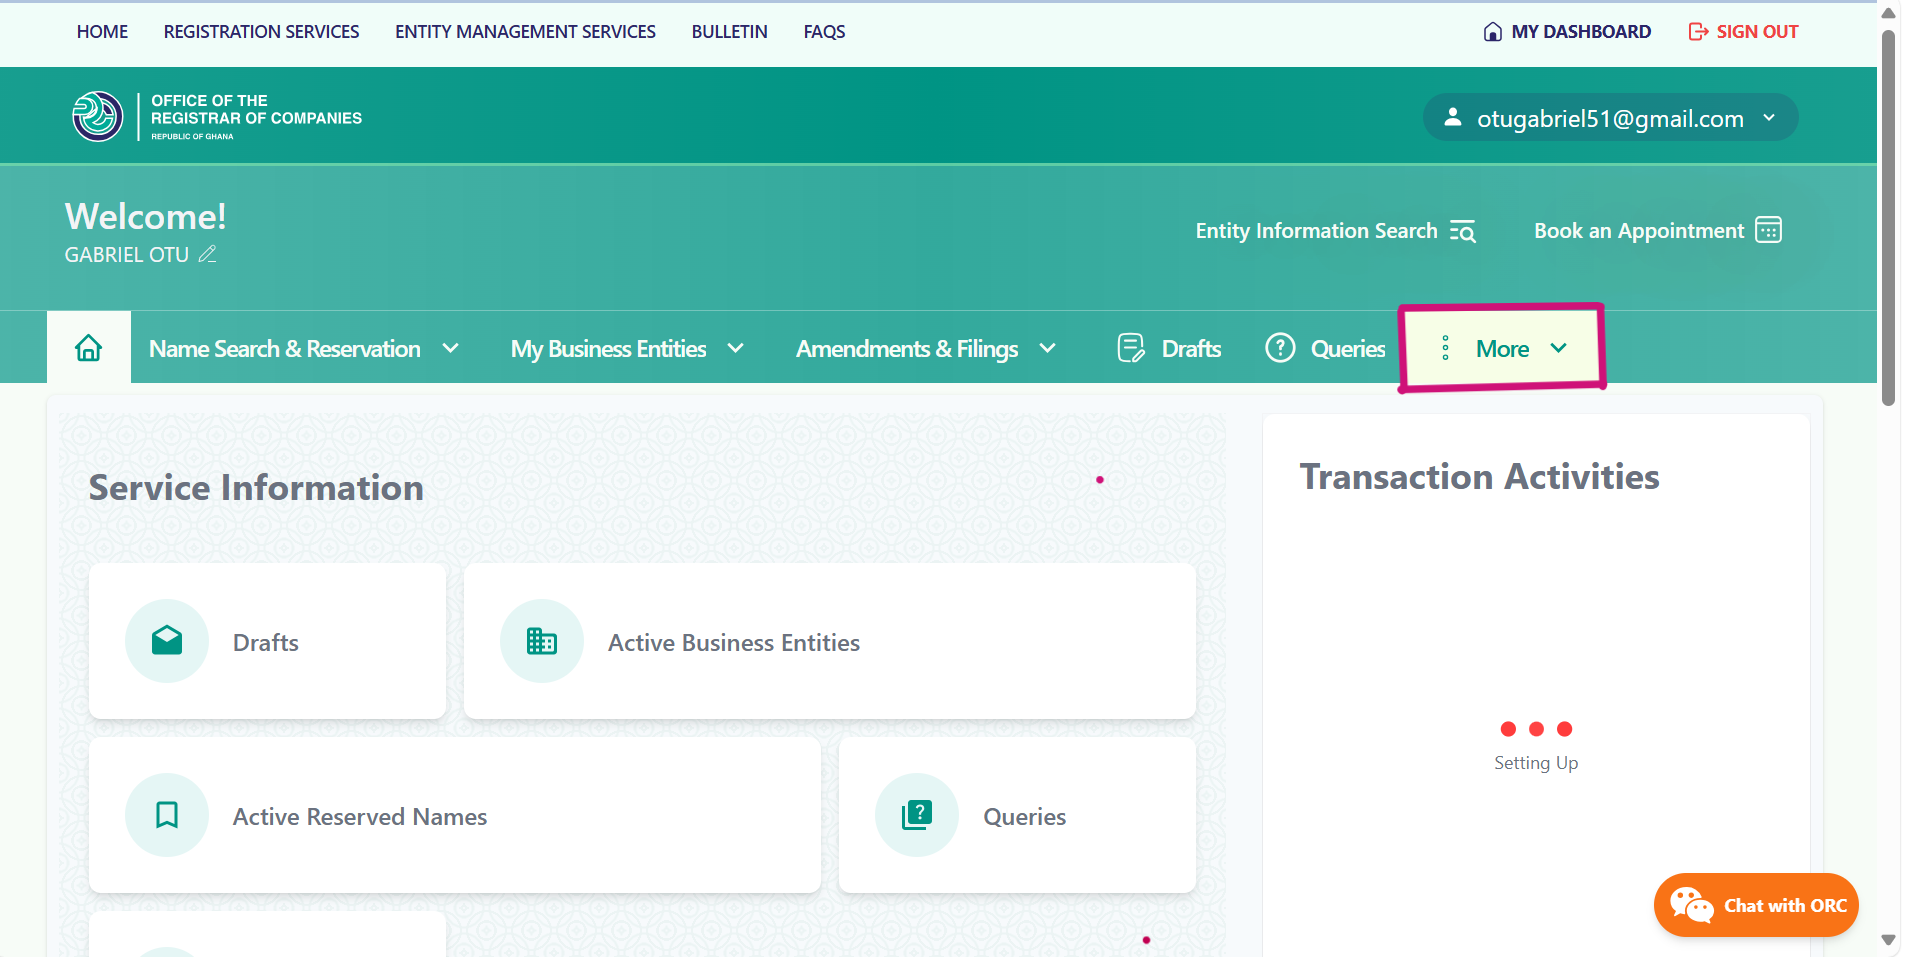 HOME REGISTRATION SERVICES ENTITY MANAGEMENT SERVICES BULLETIN FAQS MY DASHBOARD SIGN OUT
OFFICE OF THE
REGISTRAR OF COMPANIES
REPUBLIC OF GHANA
otugabriel51@gmail.com
Welcome!
GABRIEL OTU
Entity Information Search Book an Appointment
Name Search & Reservation My Business Entities Amendments & Filings Drafts Queries More
Service Information
Transaction Activities
Drafts Active Business Entities
Setting Up
Active Reserved Names Queries
Chat with ORC